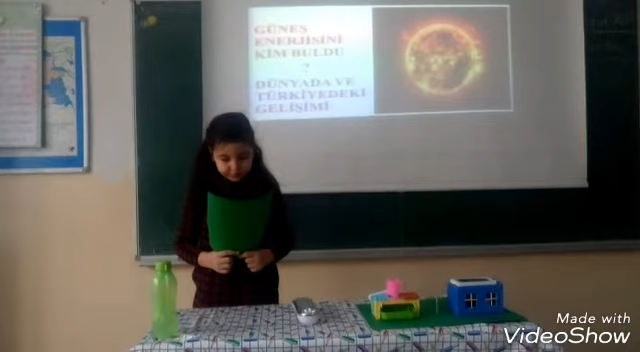 GÜNEŞ
ENERJİSİNİ
KİM BULDU
?
DÜNYADA VE
TÜRKİYEDEKİ
GELİŞİMİ
Made with
VideoShow